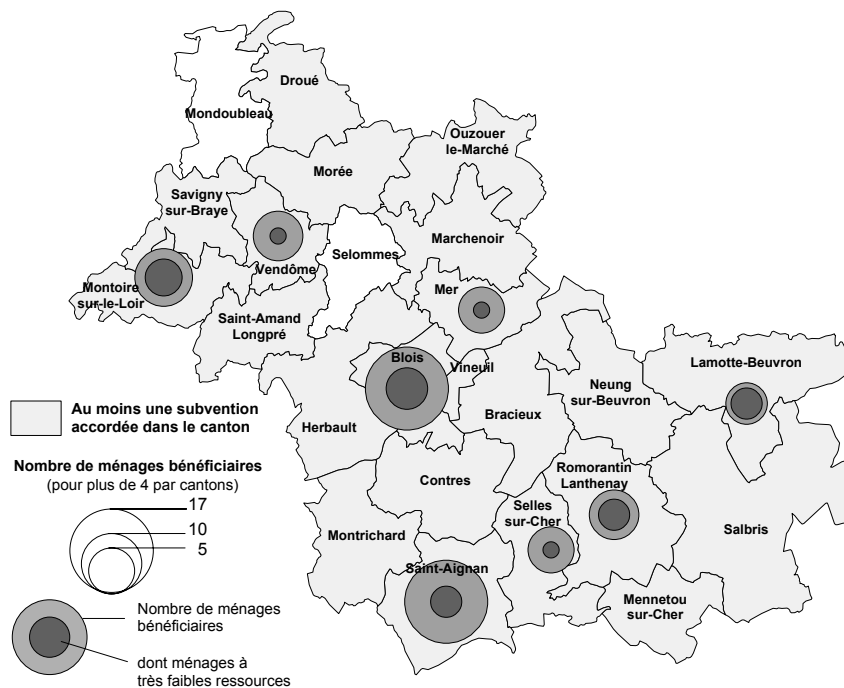 Droué
Mondoubleau
Ouzouer
le-Marché
Morée
Savigny
sur-Braye
Marchenoir
Selommes
Vendôme
Montoire
sur-le-Loir
Mer
Saint-Amand
Longpré
Blois
Vineuil
Lamotte-Beuvron
Neung
sur-Beuvron
Bracieux
Herbault
Au moins une subvention
accordée dans le canton
Nombre de ménages bénéficiaires
(pour plus de 4 par cantons)
17
10
5
Contres
Romorantin
Lanthenay
Selles
sur-Cher
Salbris
Montrichard
Saint-Aignan
Mennetou
sur-Cher
Nombre de ménages
bénéficiaires
dont ménages à
très faibles ressources